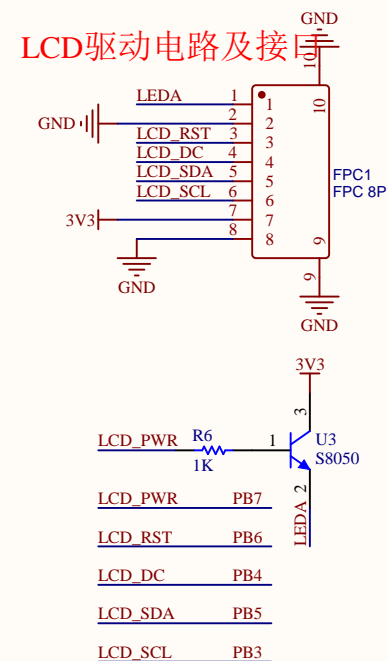 GND
LCD驱动电路及接口
10
LEDA 1 1 10
GND 2 2
LCD_RST 3 3
LCD_DC 4 4
LCD_SDA 5 5
LCD_SCL 6 6
3V3 7 7
8 8 9
FPC1
FPC 8P
GND
9
GND
3V3
3
LCD_PWR R6 1 U3
1K S8050
2
LEDA
LCD_PWR PB7
LCD_RST PB6
LCD_DC PB4
LCD_SDA PB5
LCD_SCL PB3